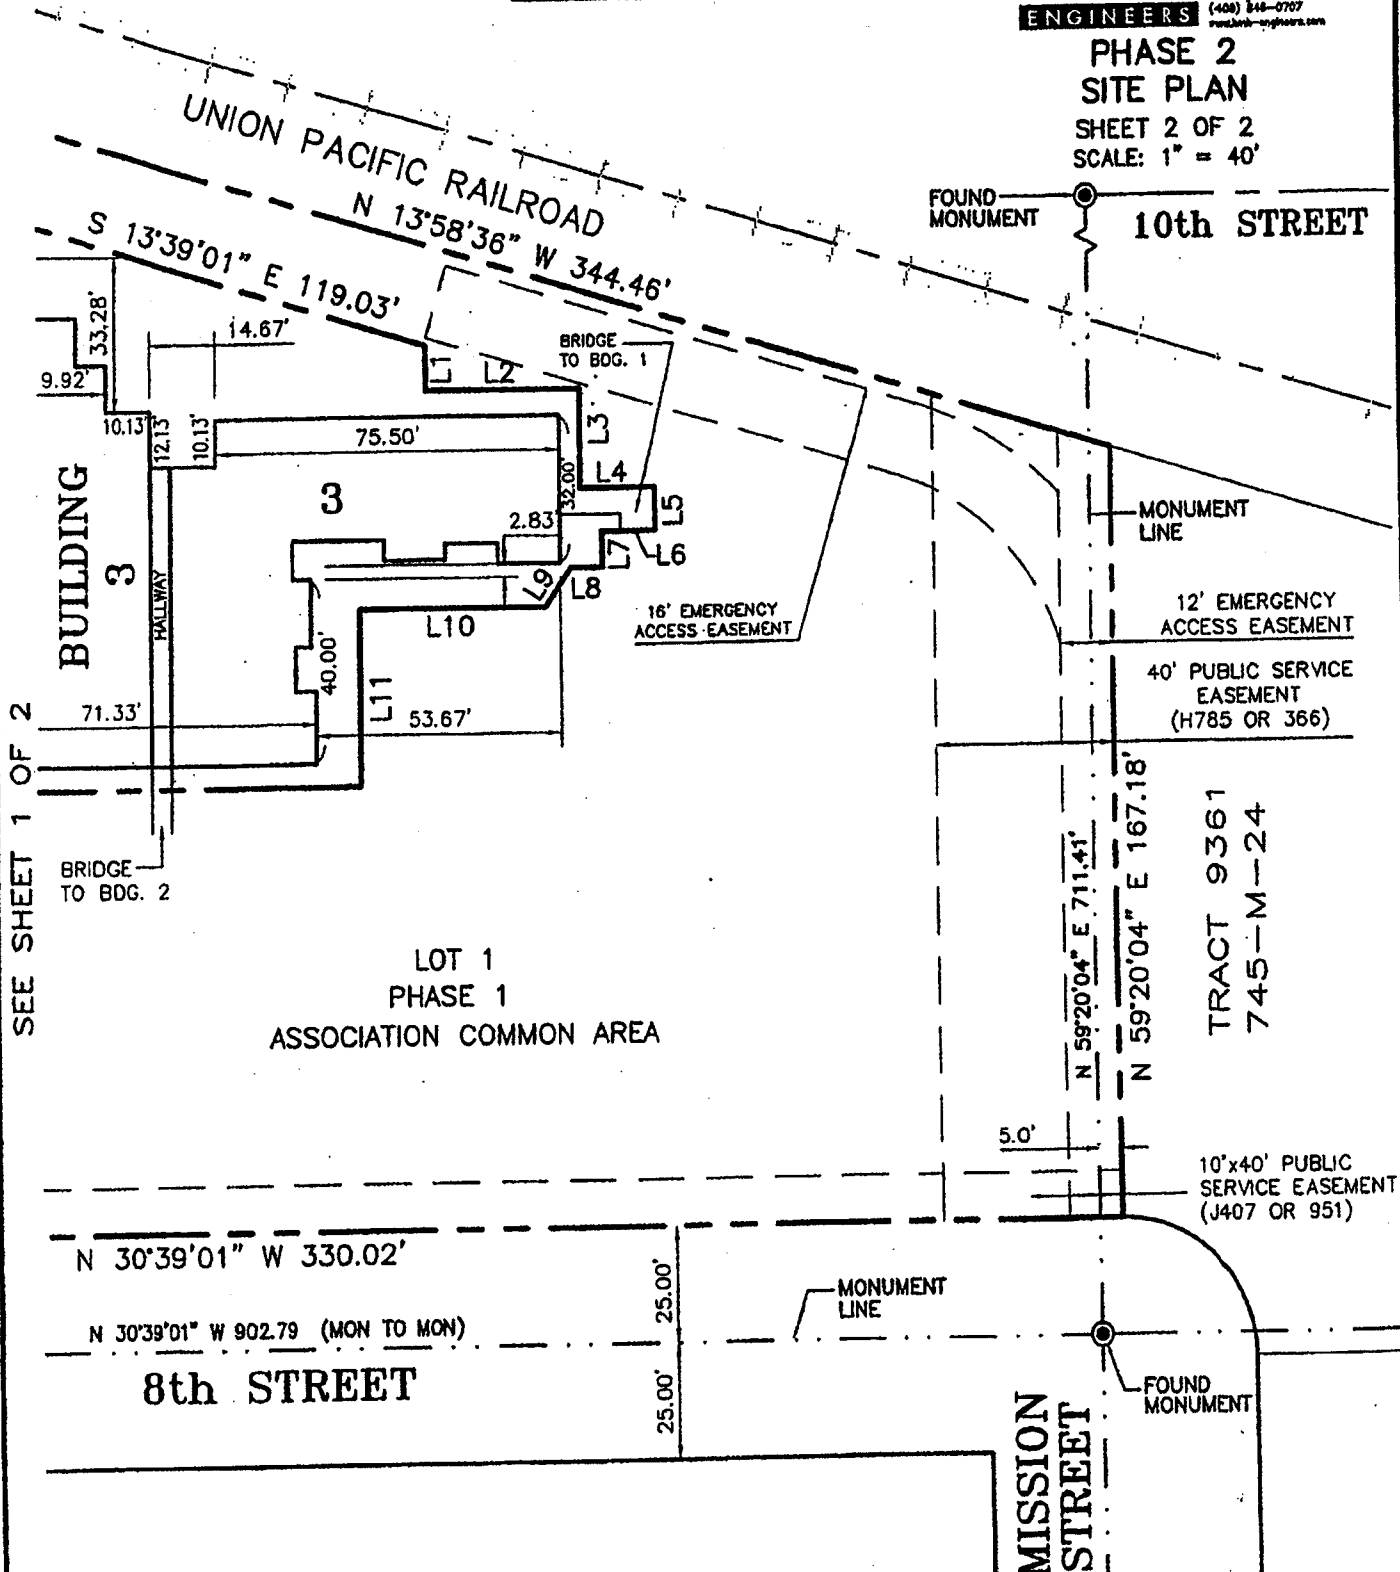 ENGINEERS
(408)
PHASE 2
SITE PLAN
SHEET 2 OF 2
SCALE: 1" = 40'
FOUND
MONUMENT
10th STREET
UNION PACIFIC RAILROAD
N 13°58'36" W 344.46'
S 13°39'01" E 119.03'
33.28'
14.67'
9.92'
10.13'
12.13'
10.13'
75.50'
32.00'
2.83'
L1
L2
L3
L4
L5
L6
L7
L8
L9
L10
L11
BRIDGE
TO BDG. 1
BUILDING
3
3
HALLWAY
40.00'
71.33'
53.67'
16' EMERGENCY
ACCESS EASEMENT
MONUMENT
LINE
12' EMERGENCY
ACCESS EASEMENT
40' PUBLIC SERVICE
EASEMENT
(H785 OR 366)
SEE SHEET 1 OF 2
BRIDGE
TO BDG. 2
LOT 1
PHASE 1
ASSOCIATION COMMON AREA
N 59°20'04" E 711.41'
N 59°20'04" E 167.18'
TRACT 9361
745-M-24
5.0'
10'x40' PUBLIC
SERVICE EASEMENT
(J407 OR 951)
N 30°39'01" W 330.02'
25.00'
MONUMENT
LINE
N 30°39'01" W 902.79 (MON TO MON)
8th STREET
25.00'
FOUND
MONUMENT
MISSION
STREET